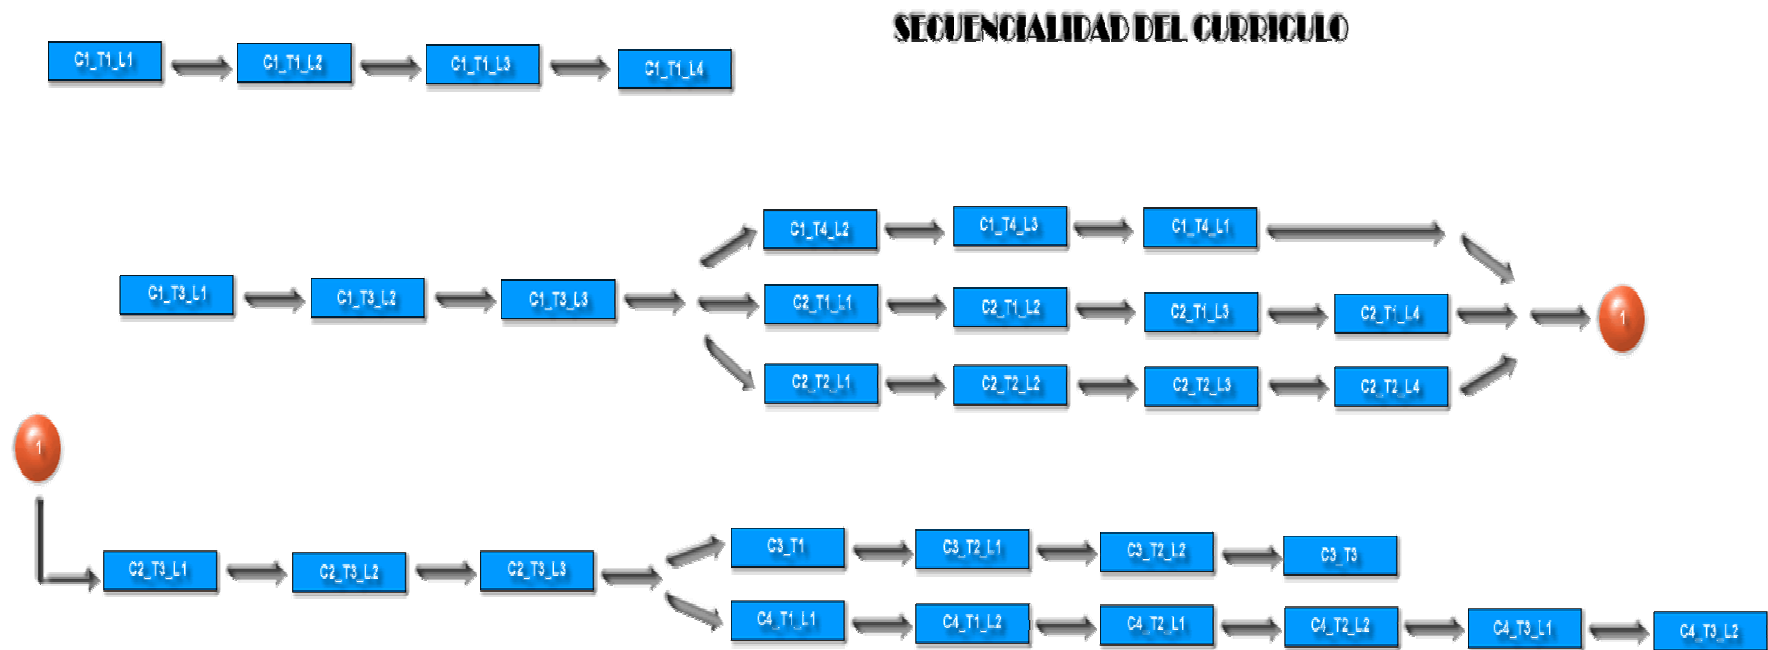 SECUENCIALIDAD DEL CURRICULO
C1_T1_L1 C1_T1_L2 C1_T1_L3 C1_T1_L4
C1_T4_L2 C1_T4_L3 C1_T4_L1
C1_T3_L1 C1_T3_L2 C1_T3_L3 C2_T1_L1 C2_T1_L2 C2_T1_L3 C2_T1_L4 1
C2_T2_L1 C2_T2_L2 C2_T2_L3 C2_T2_L4
1
C3_T1 C3_T2_L1 C3_T2_L2 C3_T3
C2_T3_L1 C2_T3_L2 C2_T3_L3
C4_T1_L1 C4_T1_L2 C4_T2_L1 C4_T2_L2 C4_T3_L1 C4_T3_L2